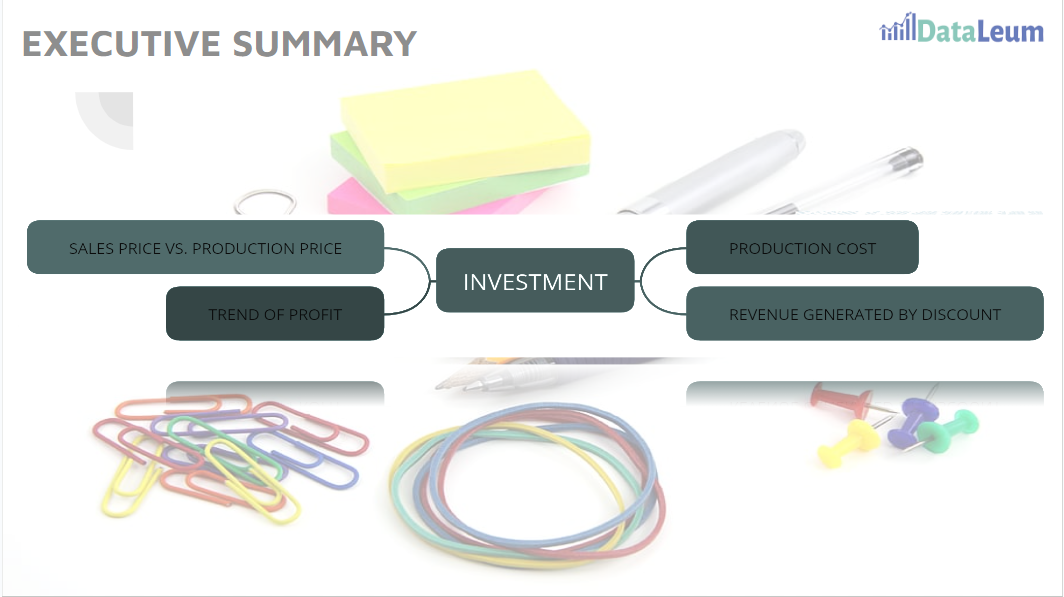 EXECUTIVE SUMMARY
DataLeum
SALES PRICE VS. PRODUCTION PRICE
TREND OF PROFIT
INVESTMENT
PRODUCTION COST
REVENUE GENERATED BY DISCOUNT